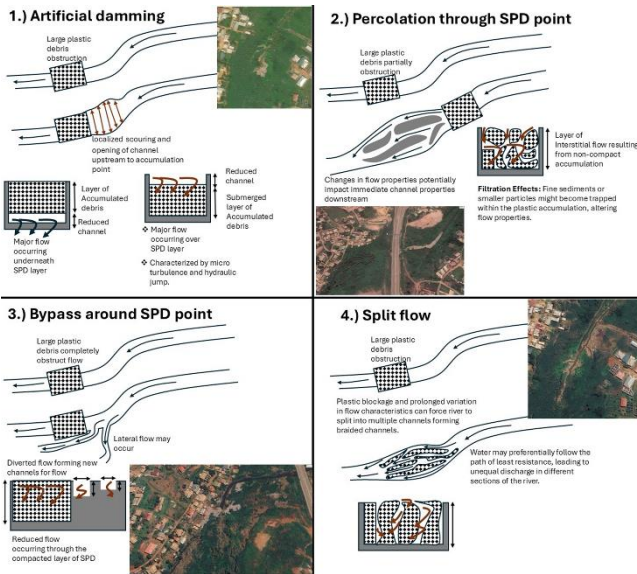 1.) Artificial damming
Large plastic
debris
obstruction
localized scouring and
opening of channel
upstream to accumulation
point
Layer of
Accumulated
debris
Reduced
channel
Major flow
occurring
underneath
SPD layer
Reduced
channel
Submerged
layer of
Accumulated
debris
❖ Major flow
occurring over
SPD layer
❖ Characterized by micro
turbulence and hydraulic
jump.
2.) Percolation through SPD point
Large plastic
debris partially
obstruction
Changes in flow properties potentially
impact immediate channel properties
downstream
Layer of
Interstitial flow resulting
from non-compact
accumulation
Filtration Effects: Fine sediments or
smaller particles might become trapped
within the plastic accumulation, altering
flow properties.
3.) Bypass around SPD point
Large plastic
debris completely
obstruct flow
Lateral flow may
occur
Diverted flow forming new
channels for flow
Reduced flow
occurring through the
compacted layer of SPD
4.) Split flow
Large plastic
debris
obstruction
Plastic blockage and prolonged variation
in flow characteristics can force river to
split into multiple channels forming
braided channels.
Water may preferentially follow the
path of least resistance, leading to
unequal discharge in different
sections of the river.